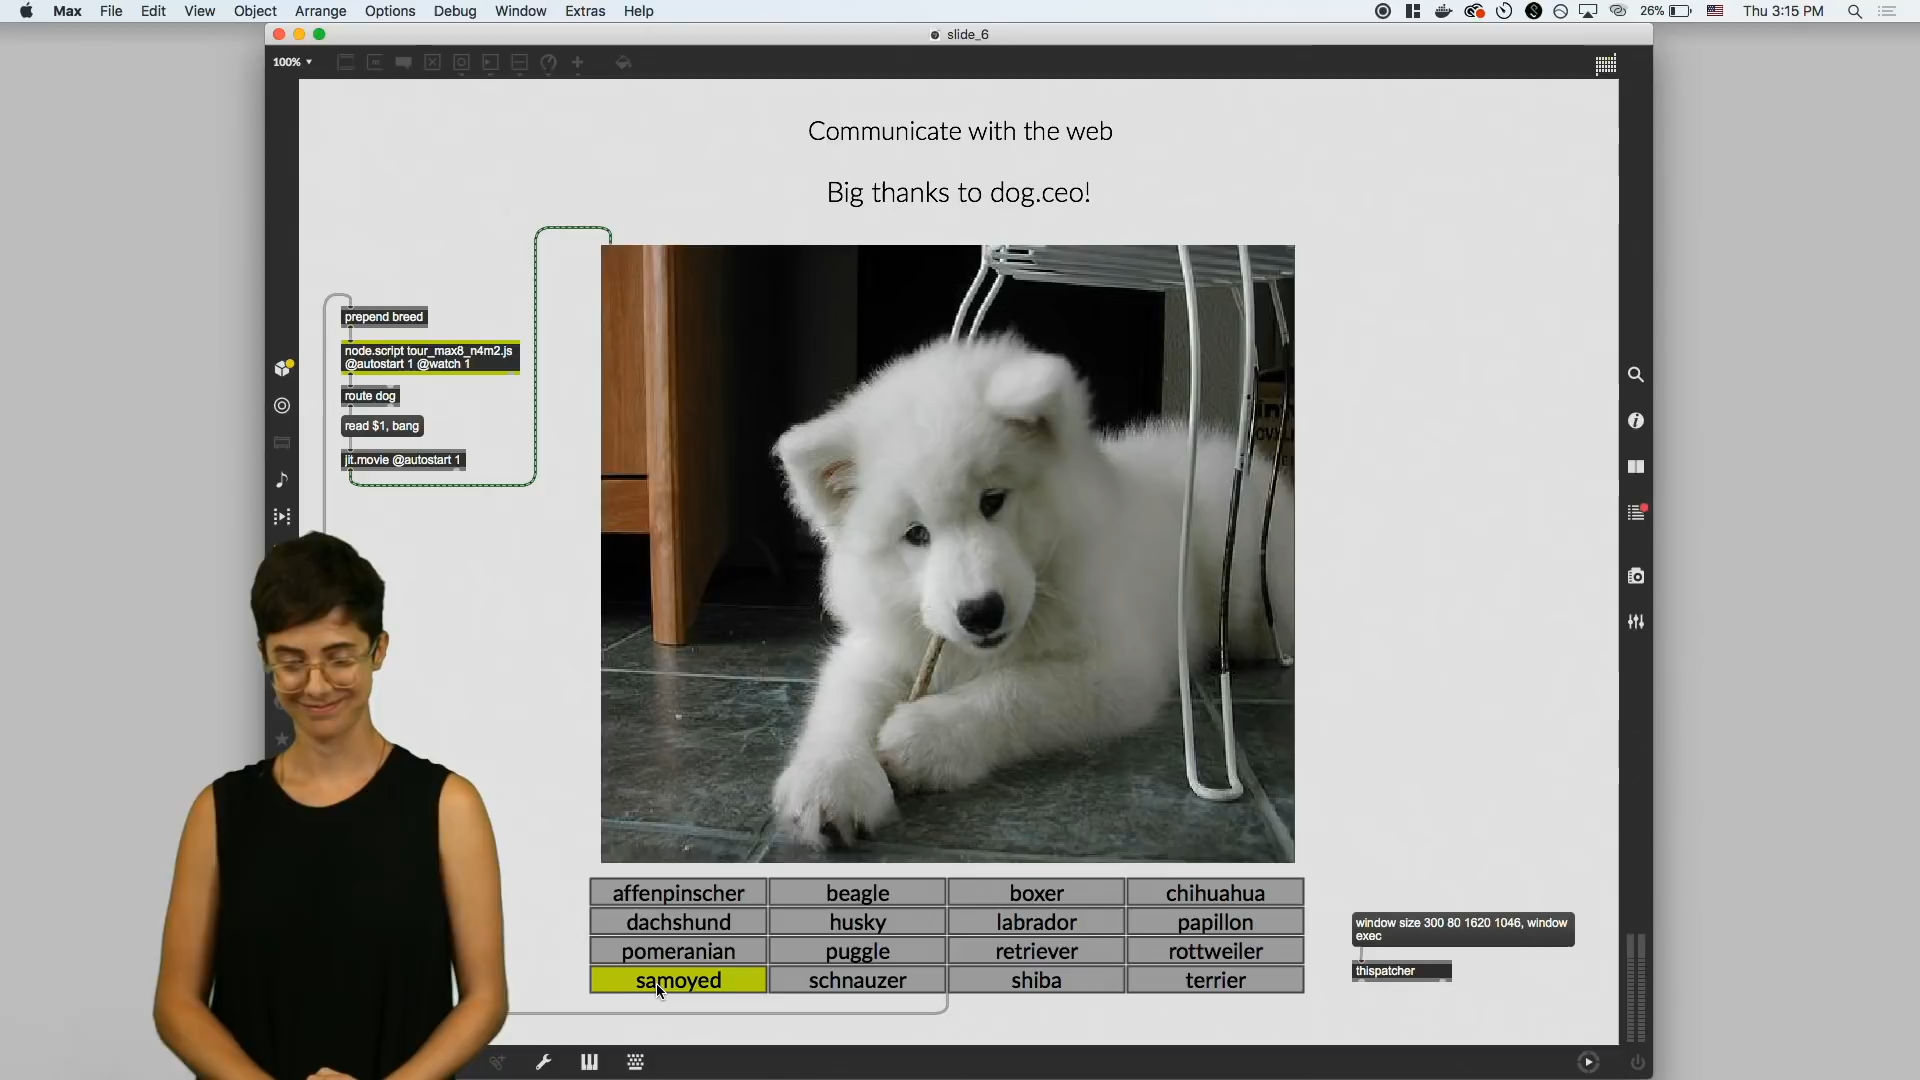 Max File Edit View Object Arrange Options Debug Window Extras Help 26% Thu 3:15 PM
slide_6
100%
Communicate with the web
Big thanks to dog.ceo!
prepend breed
node.script tour_max8_n4m2.js
@autostart 1 @watch 1
route dog
read $1, bang
jit.movie @autostart 1
affenpinscher beagle boxer chihuahua
dachshund husky labrador papillon
pomeranian puggle retriever rottweiler
samoyed schnauzer shiba terrier
window size 300 80 1620 1046, window
exec
thispatcher